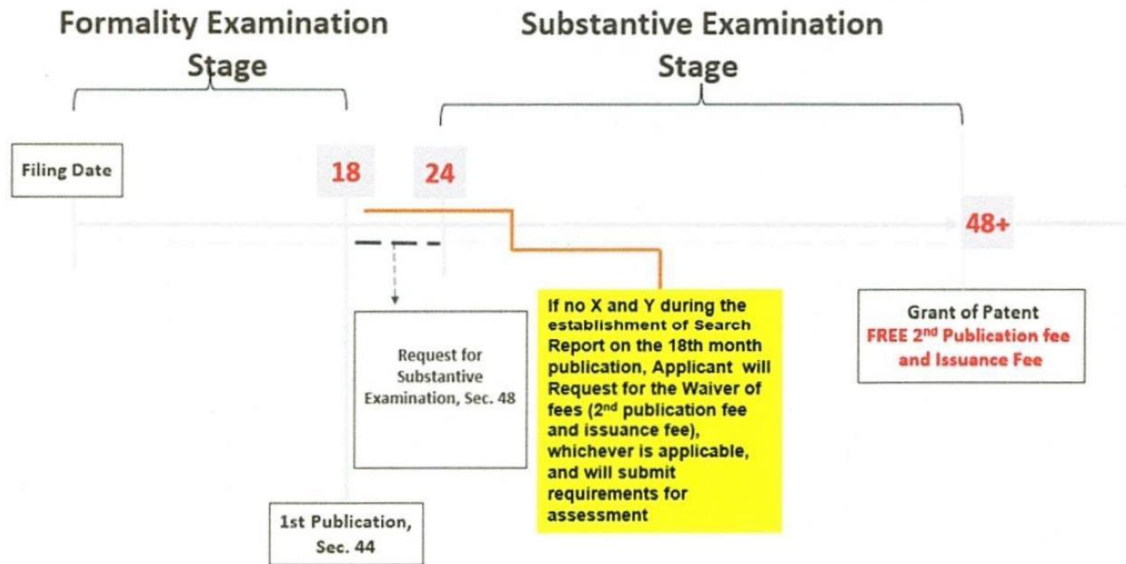 Formality Examination
Stage
Substantive Examination
Stage
Filing Date
18
24
48+
Request for
Substantive
Examination, Sec. 48
If no X and Y during the
establishment of Search
Report on the 18th month
publication, Applicant will
Request for the Waiver of
fees (2nd publication fee
and issuance fee),
whichever is applicable,
and will submit
requirements for
assessment
Grant of Patent
FREE 2nd Publication fee
and Issuance Fee
1st Publication,
Sec. 44